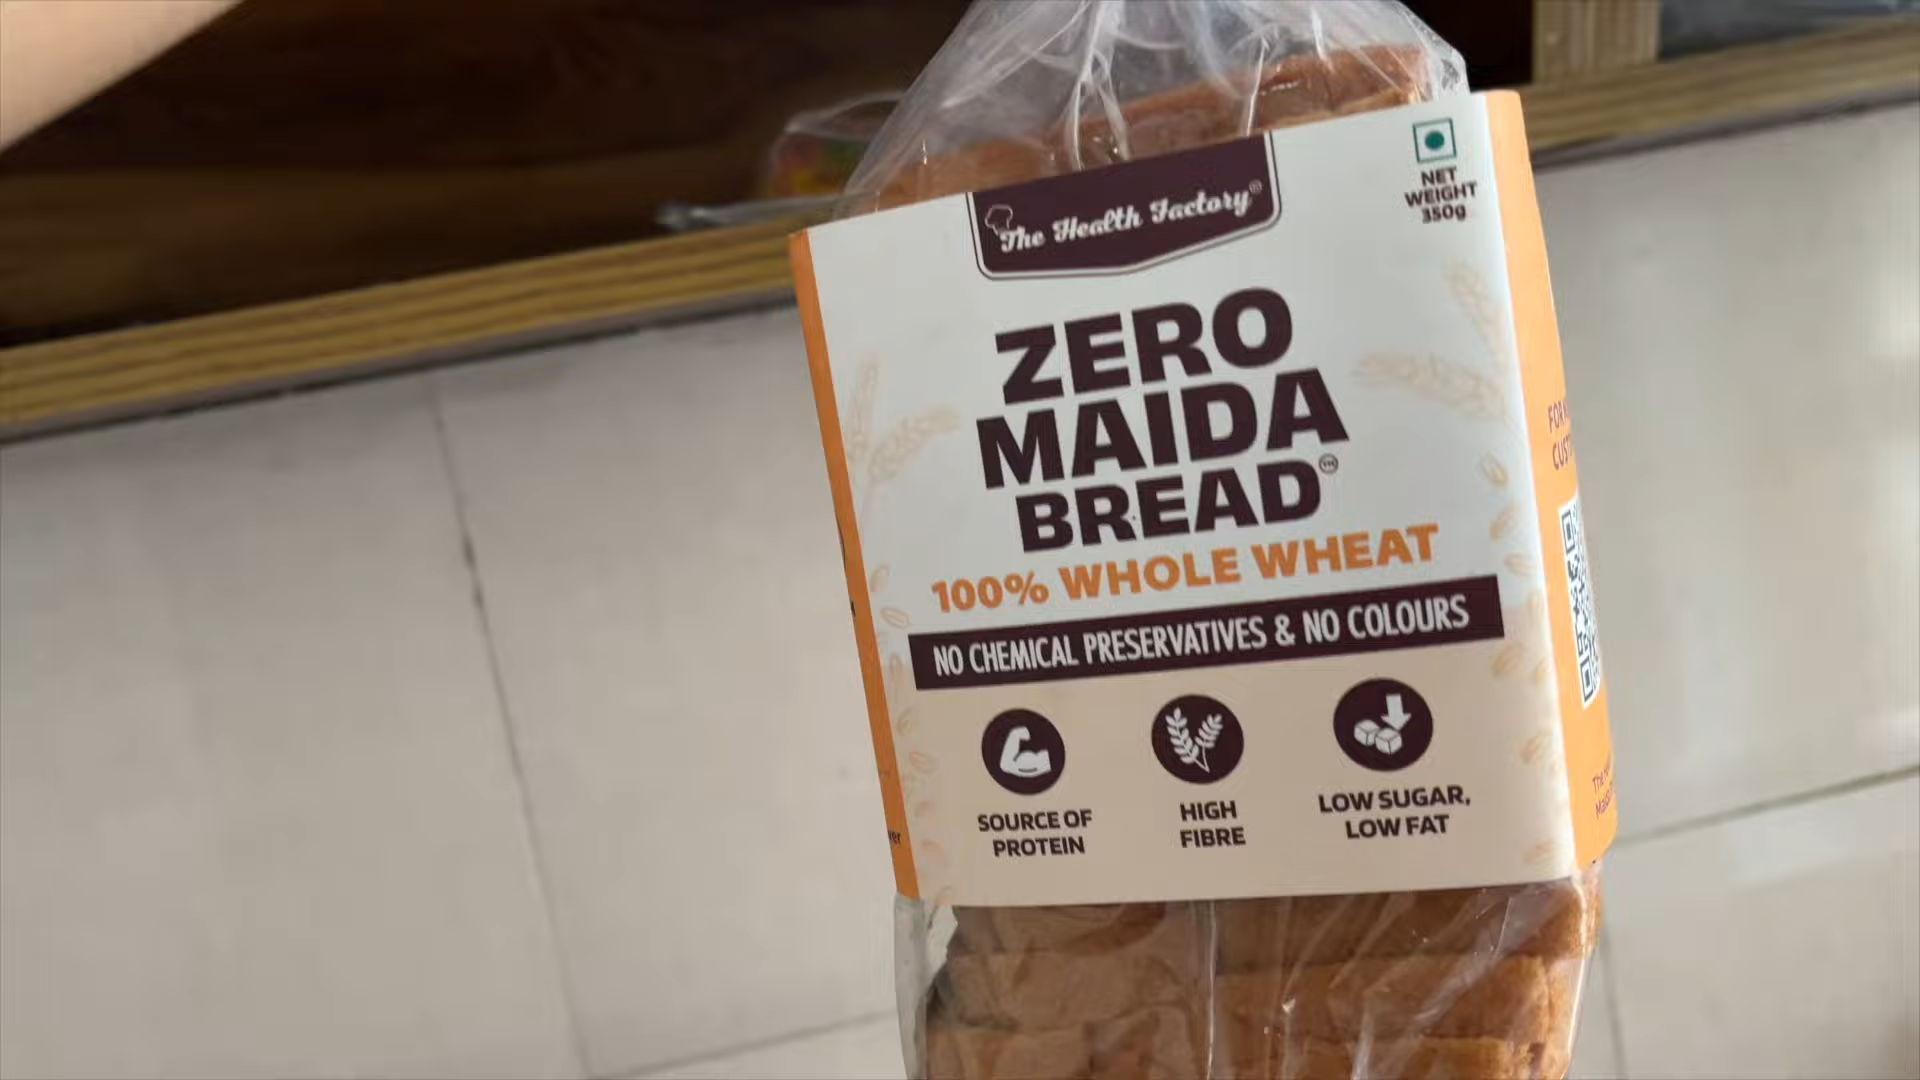 The Health Factory®
NET
WEIGHT
350g
ZERO
MAIDA
BREAD™
100% WHOLE WHEAT
NO CHEMICAL PRESERVATIVES & NO COLOURS
SOURCE OF
PROTEIN
HIGH
FIBRE
LOW SUGAR,
LOW FAT
FOR